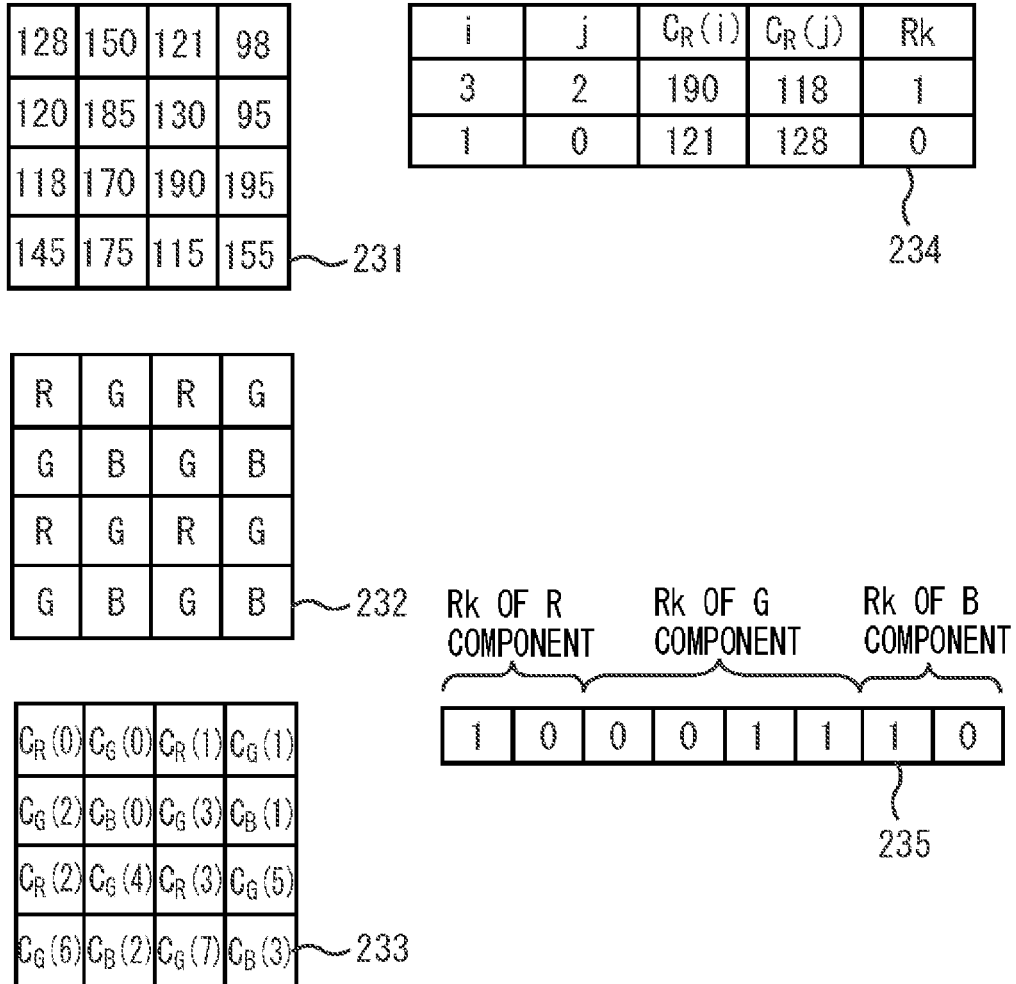 128 150 121 98
120 185 130 95
118 170 190 195
145 175 115 155
231
i j C_R(i) C_R(j) Rk
3 2 190 118 1
1 0 121 128 0
234
R G R G
G B G B
R G R G
G B G B
232
Rk OF R COMPONENT
Rk OF G COMPONENT
Rk OF B COMPONENT
1 0 0 0 1 1 1 0
235
C_R(0) C_G(0) C_R(1) C_G(1)
C_G(2) C_B(0) C_G(3) C_B(1)
C_R(2) C_G(4) C_R(3) C_G(5)
C_G(6) C_B(2) C_G(7) C_B(3)
233